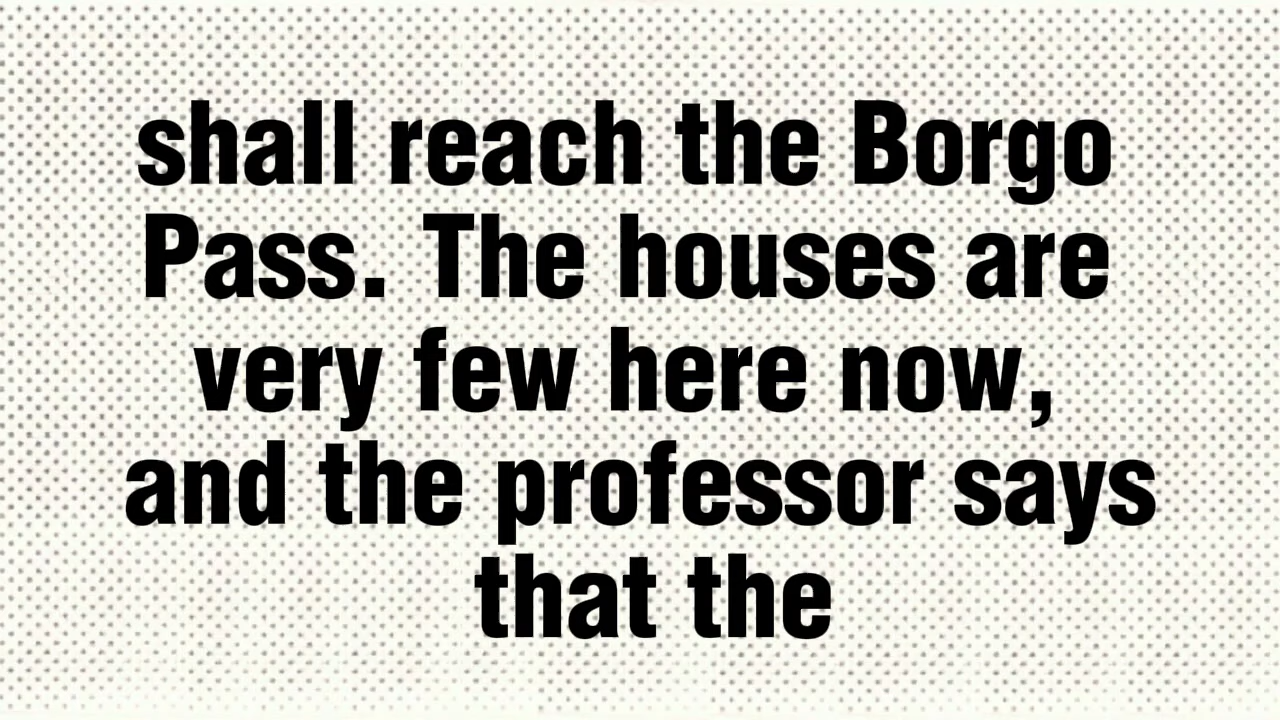 shall reach the Borgo
Pass. The houses are
very few here now,
and the professor says
that the